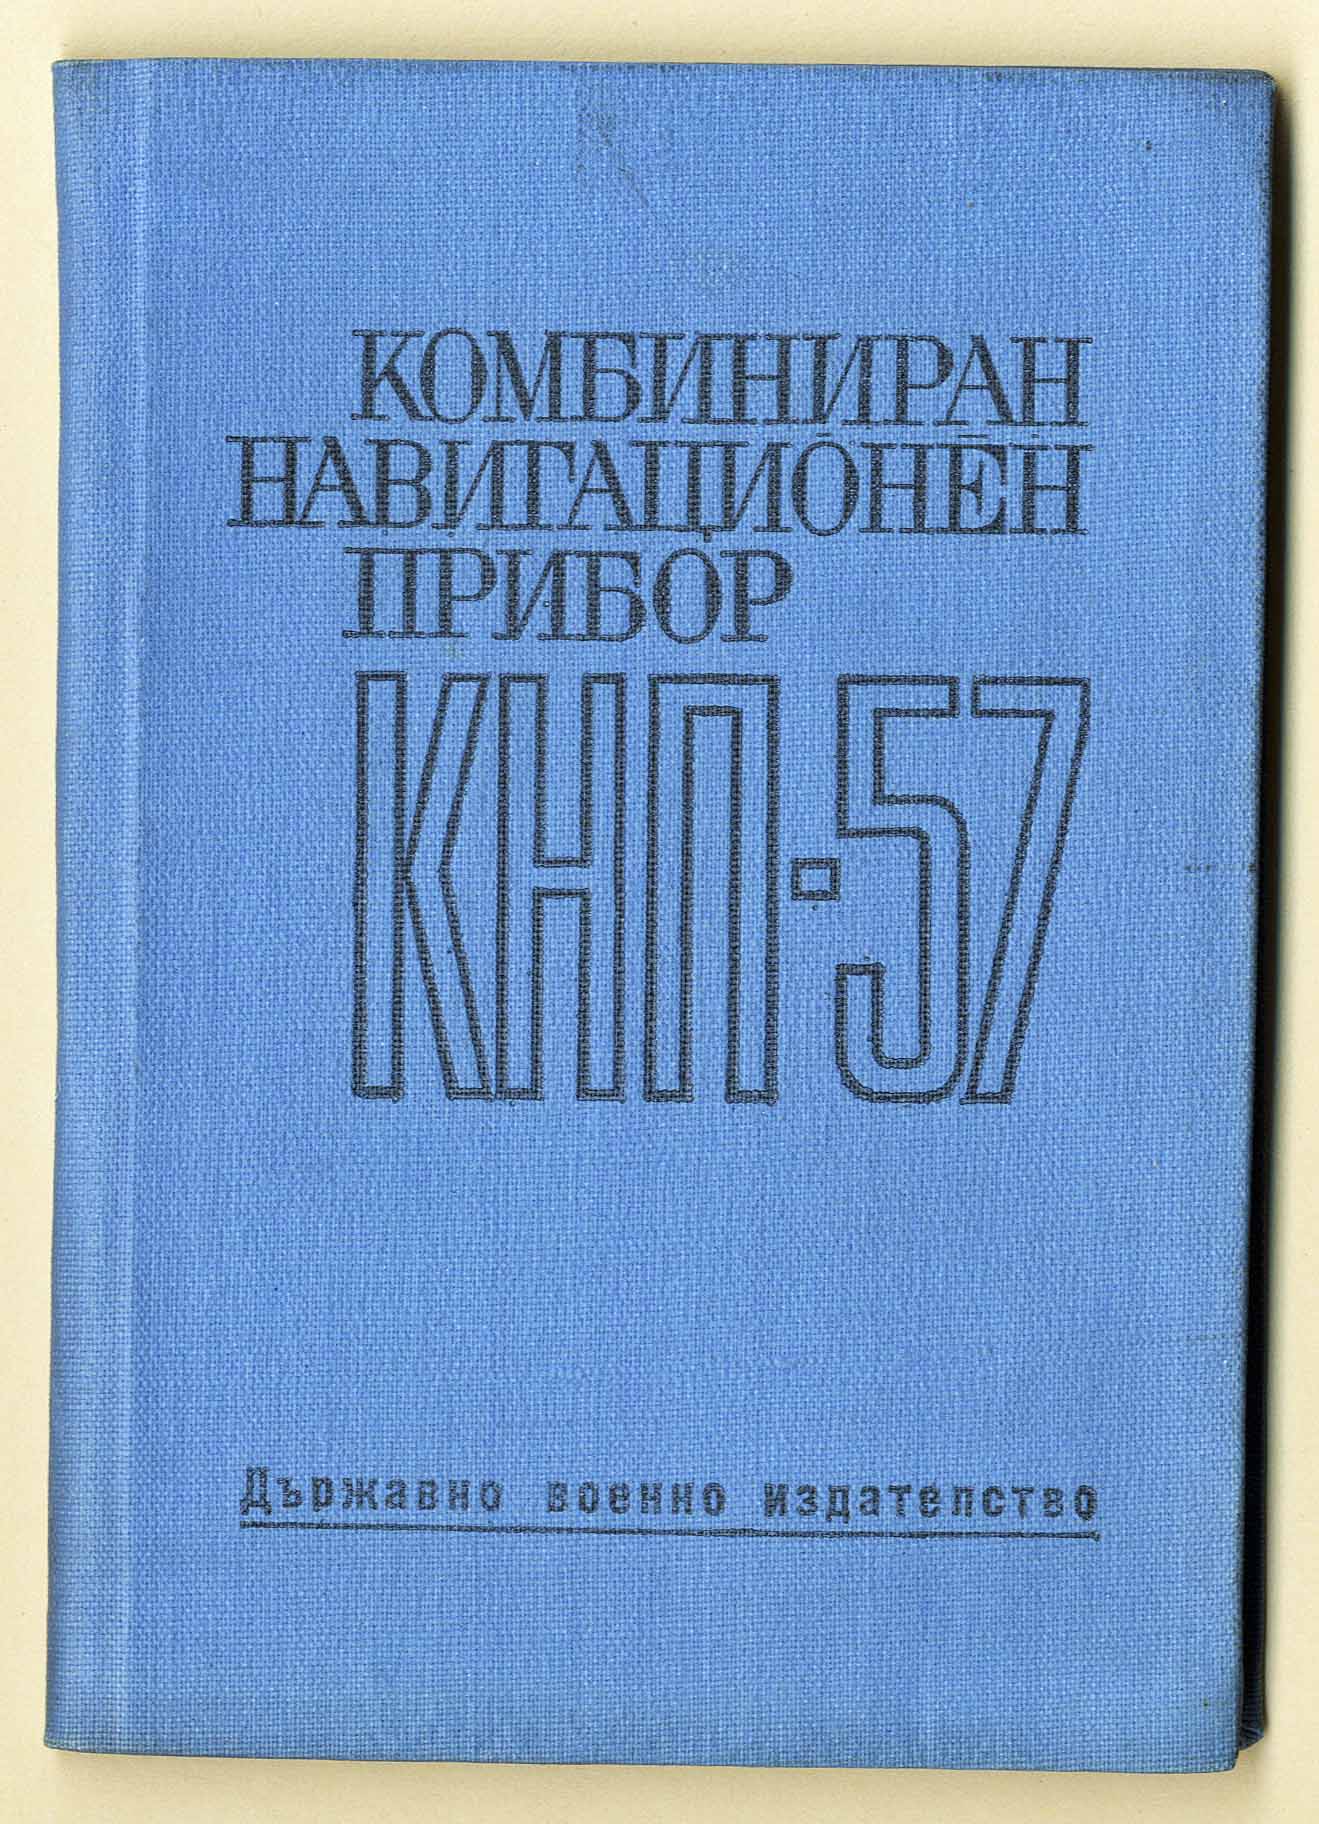 КОМБИНИРАН
НАВИГАЦИОНЕН
ПРИБОР
КНП-57
Държавно военно издателство